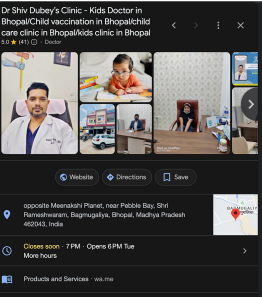 Dr Shiv Dubey's Clinic - Kids Doctor in
Bhopal/Child vaccination in Bhopal/child
care clinic in Bhopal/kids clinic in Bhopal
5.0 ★ (41) · Doctor
Website
Directions
Save
opposite Meenakshi Planet, near Pebble Bay, Shri
Rameshwaram, Bagmugaliya, Bhopal, Madhya Pradesh
462043, India
BAGMUGALIYA
Closes soon · 7 PM · Opens 6 PM Tue
More hours
Products and Services · wa.me